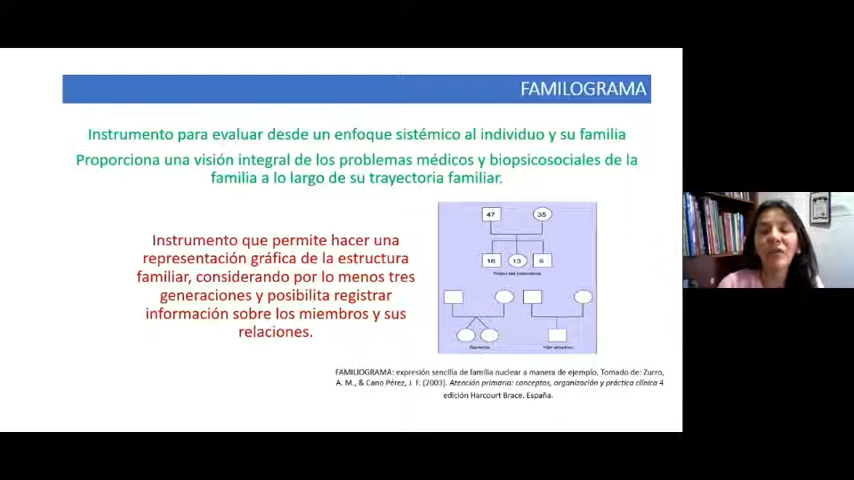 FAMILOGRAMA
Instrumento para evaluar desde un enfoque sistémico al individuo y su familia
Proporciona una visión integral de los problemas médicos y biopsicosociales de la
familia a lo largo de su trayectoria familiar.
Instrumento que permite hacer una
representación gráfica de la estructura
familiar, considerando por lo menos tres
generaciones y posibilita registrar
información sobre los miembros y sus
relaciones.
47 35
16 13 9
Gemelos Hijo adoptivo
FAMILIOGRAMA: expresión sencilla de familia nuclear a manera de ejemplo. Tomado de: Zurro,
A. M., & Cano Pérez, J. F. (2003). Atención primaria: conceptos, organización y práctica clínica 4
edición Harcourt Brace. España.